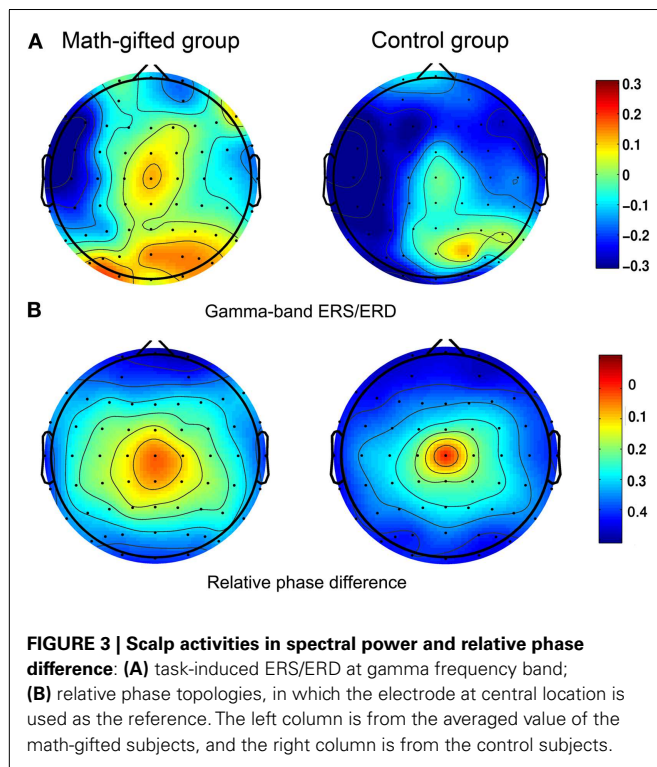 A
Math-gifted group
Control group
0.3
0.2
0.1
0
−0.1
−0.2
−0.3
B
Gamma-band ERS/ERD
0
0.1
0.2
0.3
0.4
Relative phase difference
FIGURE 3 | Scalp activities in spectral power and relative phase
difference: (A) task-induced ERS/ERD at gamma frequency band;
(B) relative phase topologies, in which the electrode at central location is
used as the reference. The left column is from the averaged value of the
math-gifted subjects, and the right column is from the control subjects.